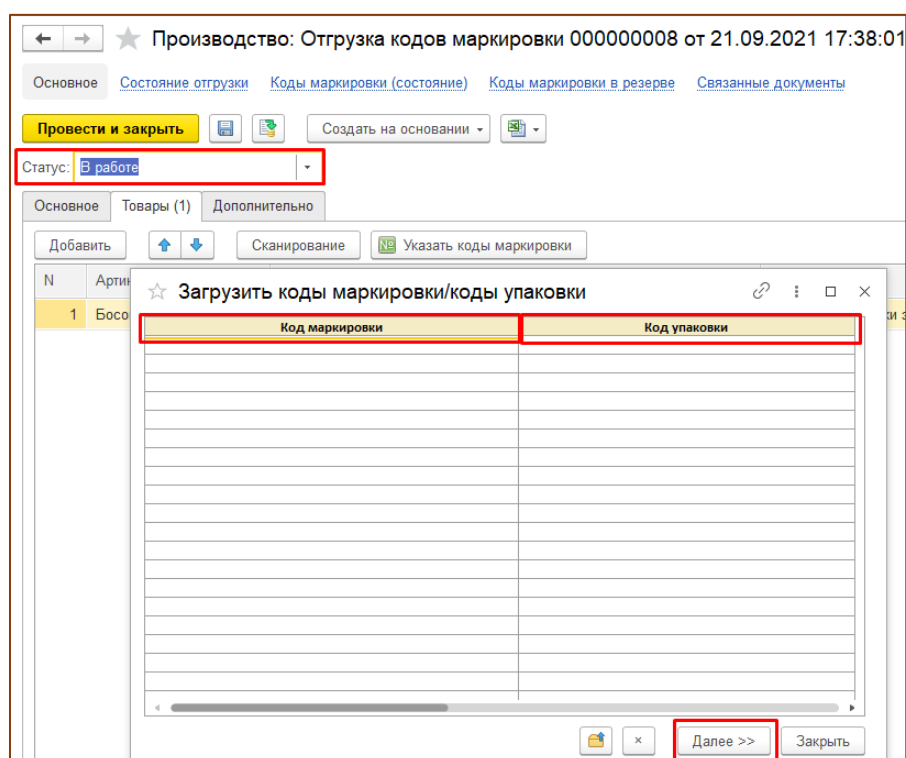 Производство: Отгрузка кодов маркировки 000000008 от 21.09.2021 17:38:01
Основное Состояние отгрузки Коды маркировки (состояние) Коды маркировки в резерве Связанные документы
Провести и закрыть Создать на основании
Статус: В работе
Основное Товары (1) Дополнительно
Добавить Сканирование № Указать коды маркировки
N
Загрузить коды маркировки/коды упаковки
1
Код маркировки Код упаковки
Далее >> Закрыть